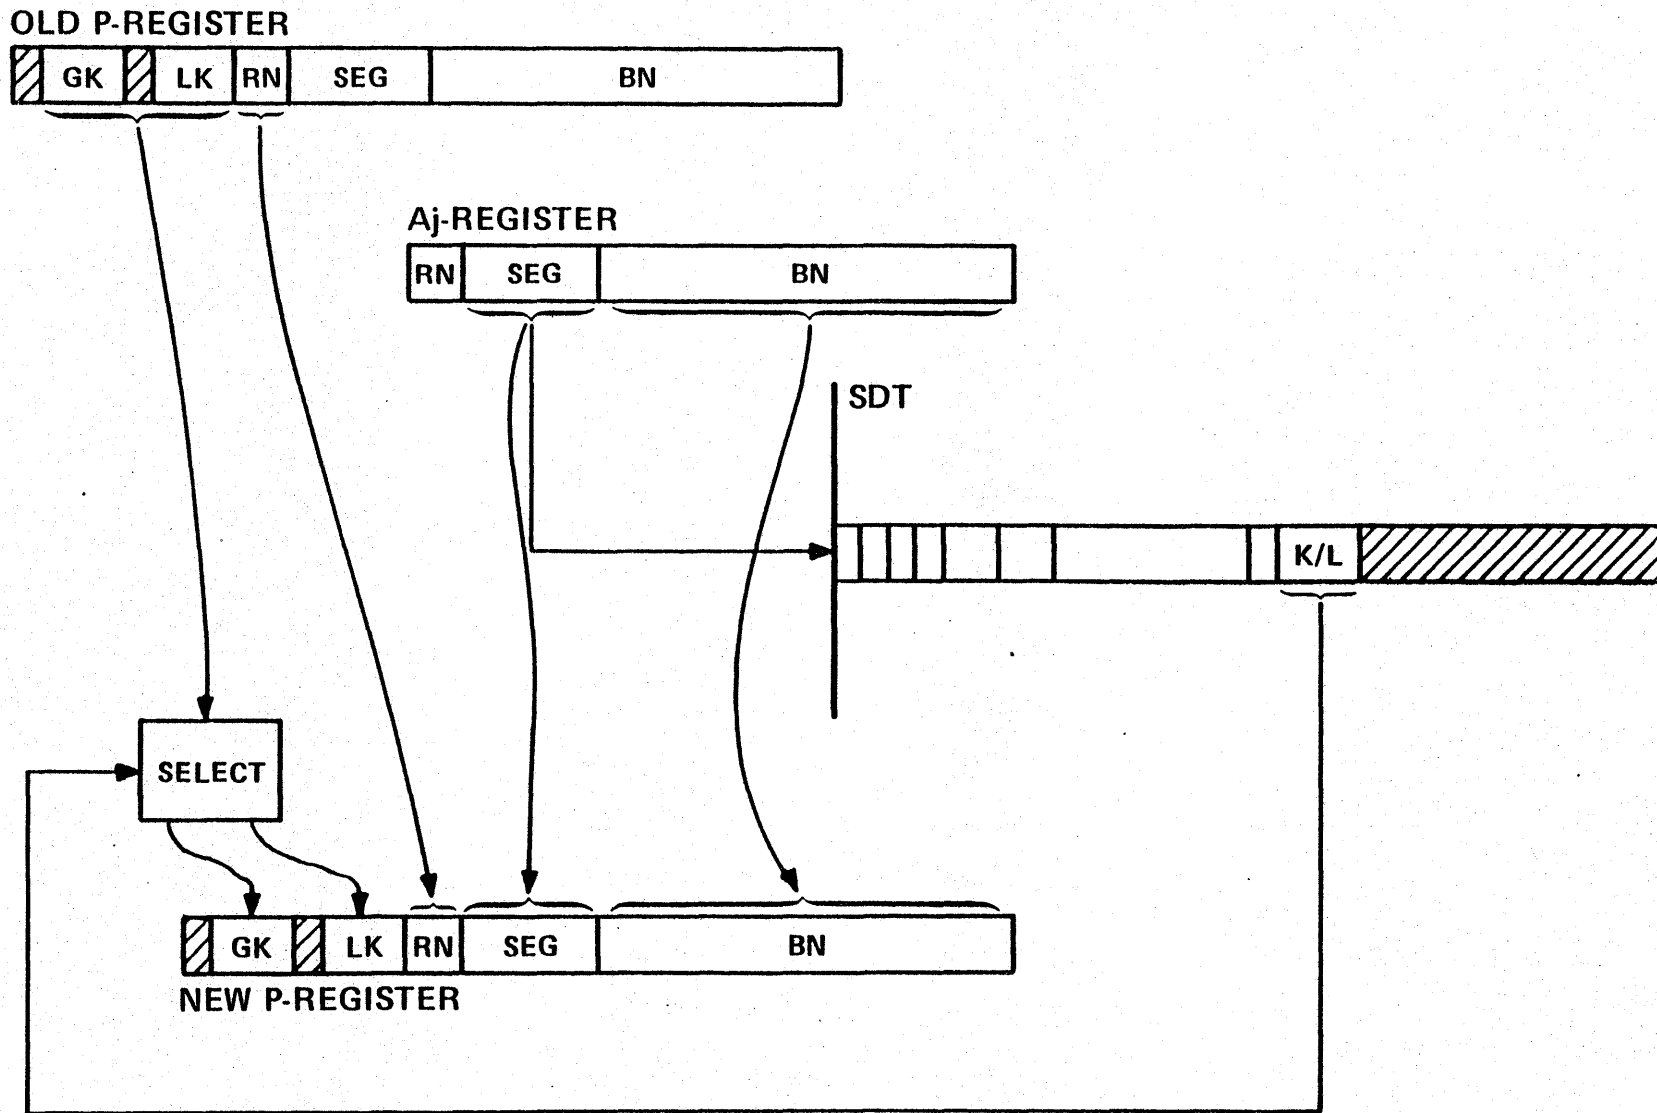 OLD P-REGISTER
GK LK RN SEG BN
Aj-REGISTER
RN SEG BN
SDT
K/L
SELECT
GK LK RN SEG BN
NEW P-REGISTER